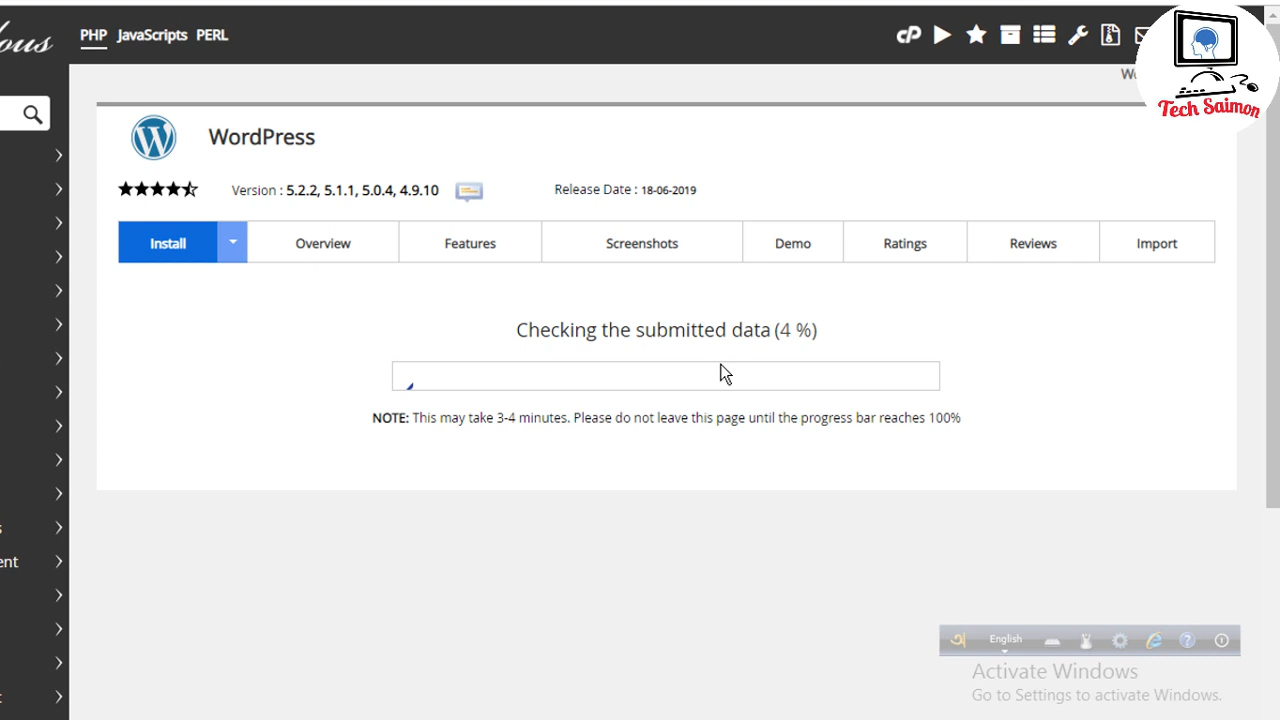 ous
PHP JavaScripts PERL
Tech Saimon
WordPress
Version : 5.2.2, 5.1.1, 5.0.4, 4.9.10
Release Date : 18-06-2019
Install Overview Features Screenshots Demo Ratings Reviews Import
Checking the submitted data (4 %)
NOTE: This may take 3-4 minutes. Please do not leave this page until the progress bar reaches 100%
s
ent
অ English
Activate Windows
Go to Settings to activate Windows.